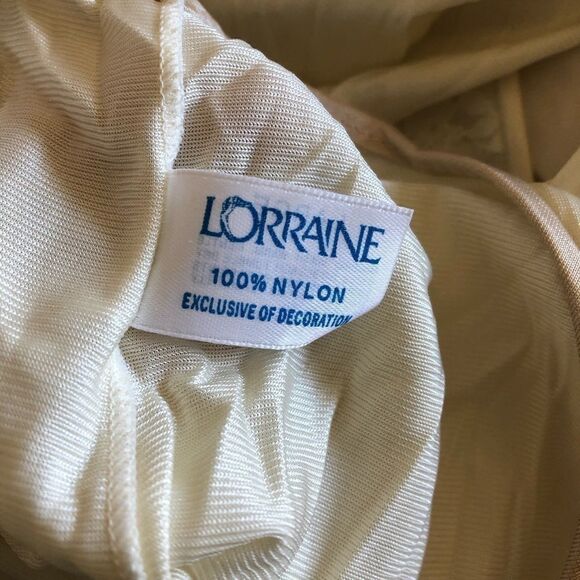 LORRAINE
100% NYLON
EXCLUSIVE OF DECORATION